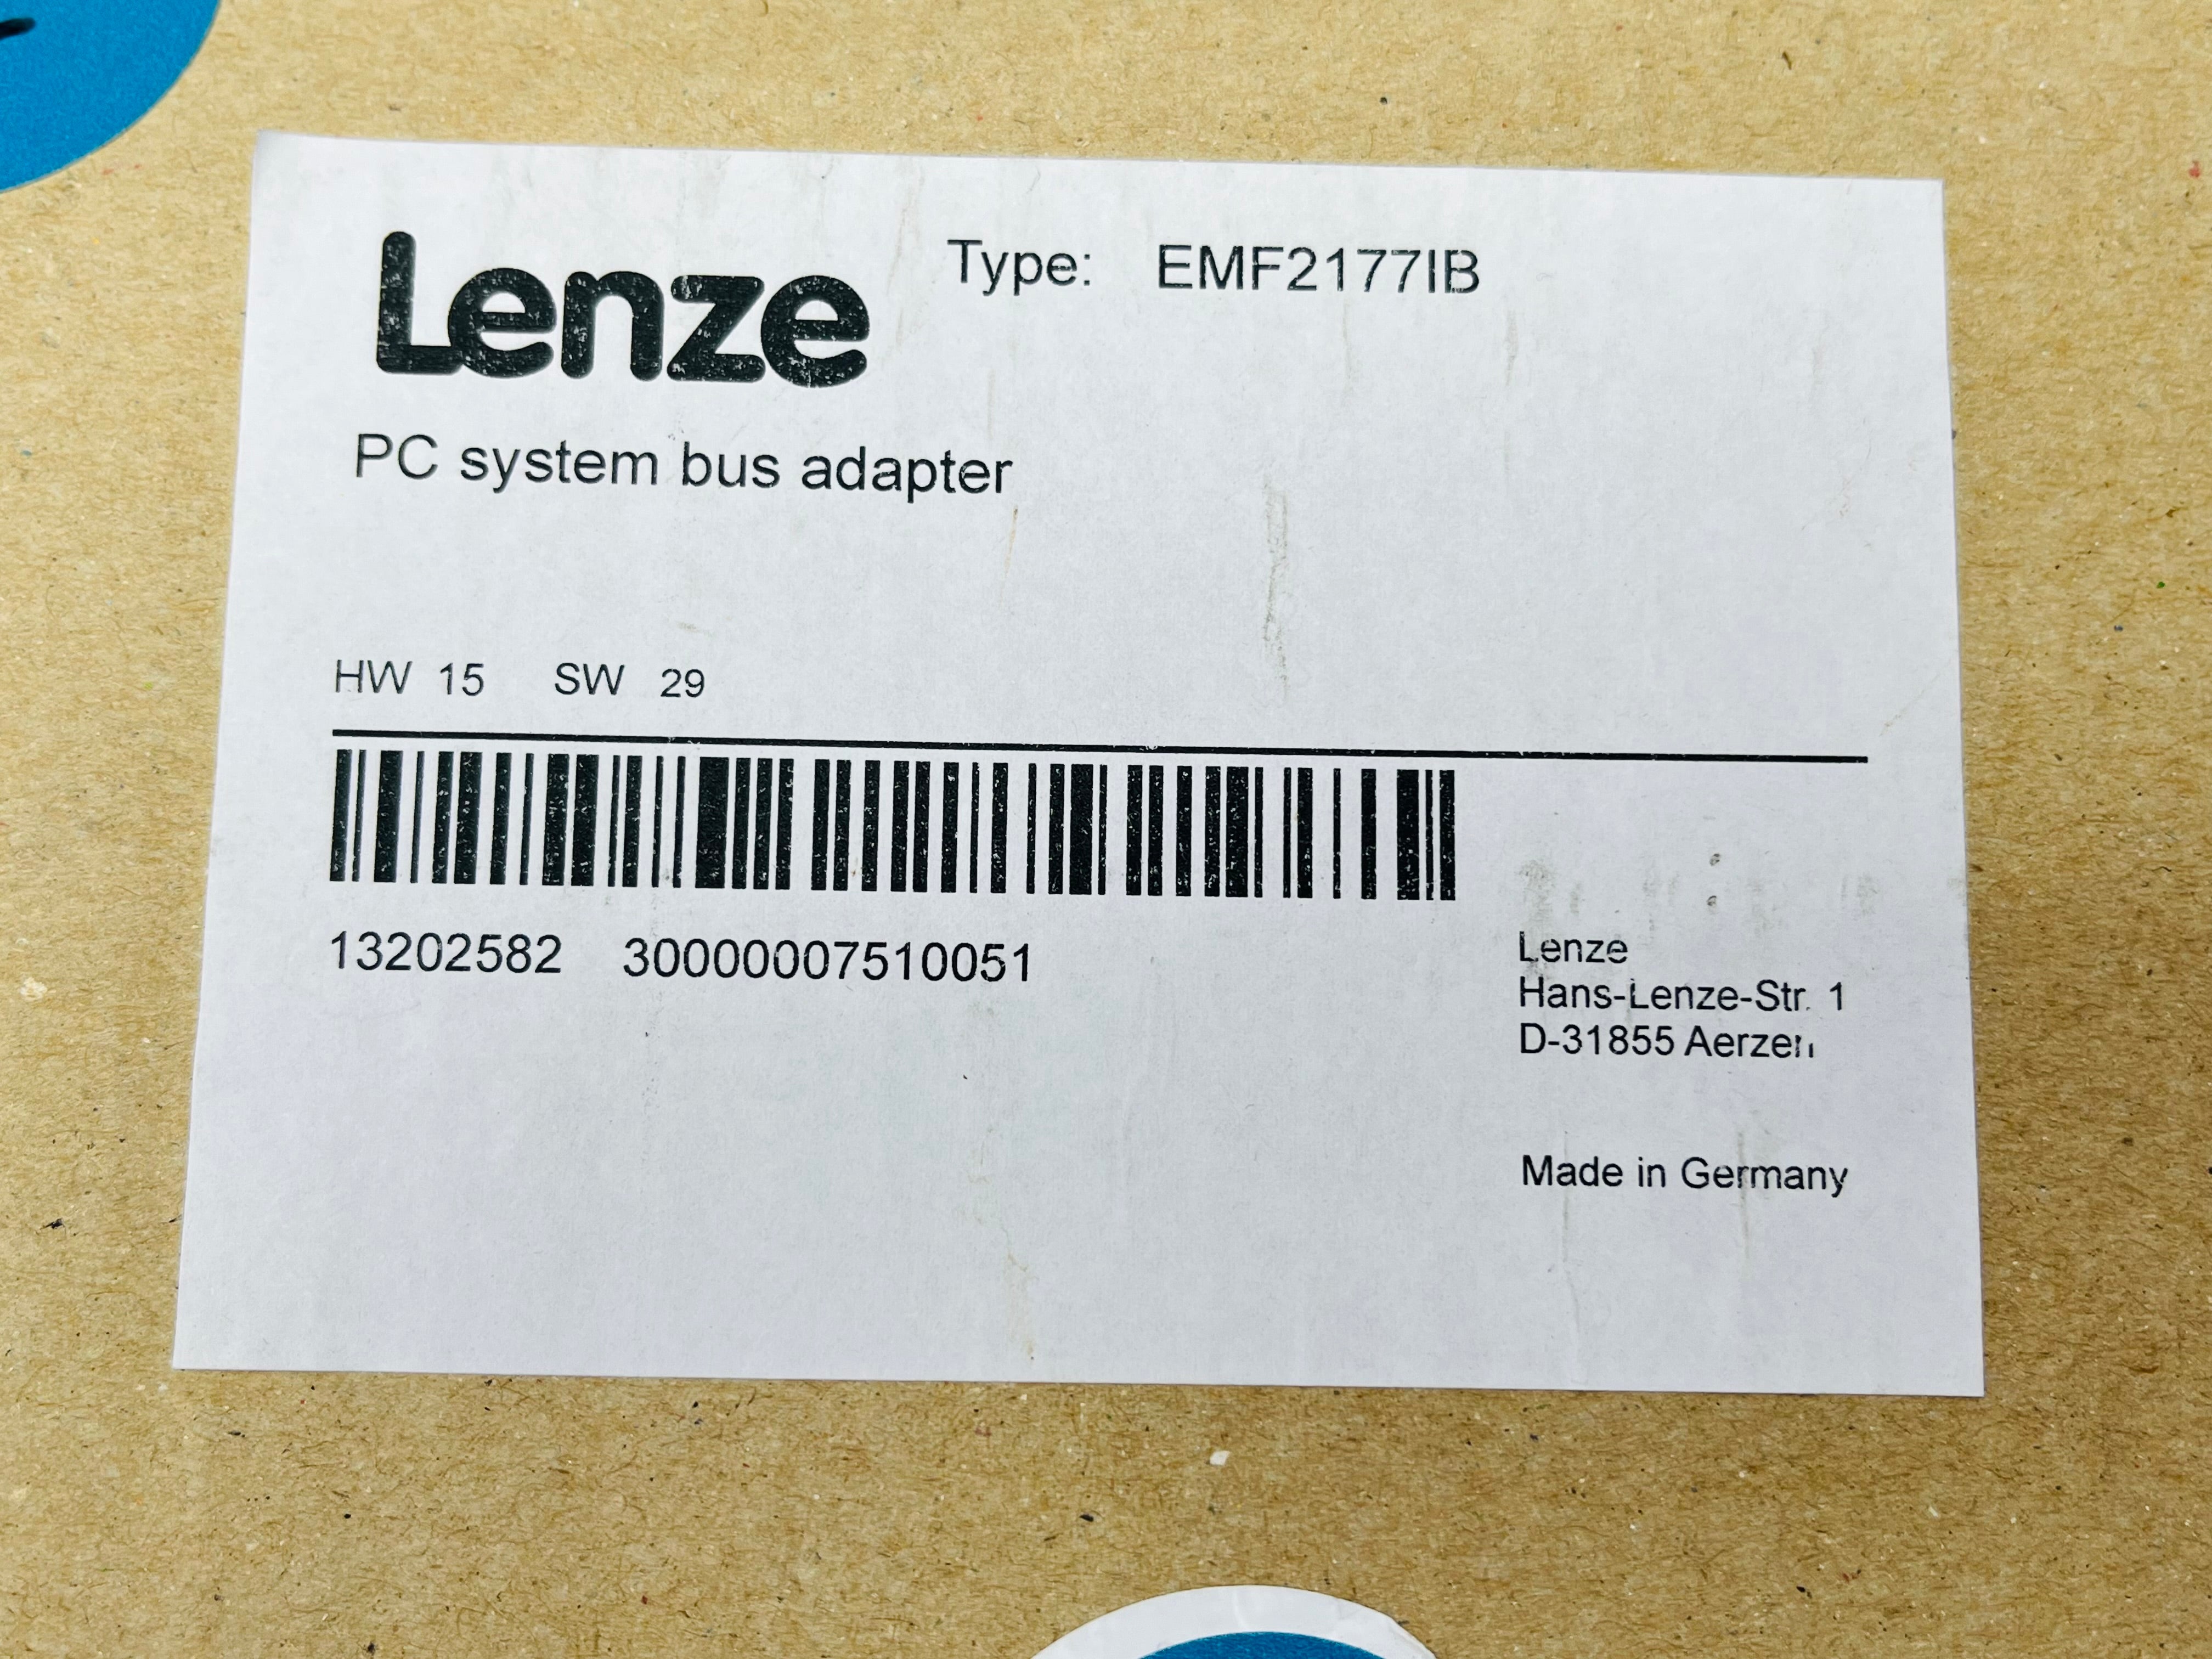 Lenze Type: EMF2177IB
PC system bus adapter
HW 15 SW 29
13202582 30000007510051
Lenze
Hans-Lenze-Str. 1
D-31855 Aerzen
Made in Germany